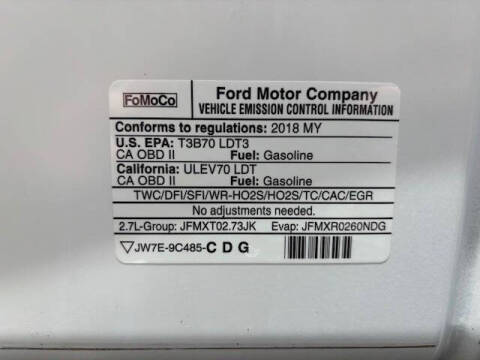 FoMoCo
Ford Motor Company
VEHICLE EMISSION CONTROL INFORMATION
Conforms to regulations: 2018 MY
U.S. EPA: T3B70 LDT3
CA OBD II Fuel: Gasoline
California: ULEV70 LDT
CA OBD II Fuel: Gasoline
TWC/DFI/SFI/WR-HO2S/HO2S/TC/CAC/EGR
No adjustments needed.
2.7L-Group: JFMXT02.73JK Evap: JFMXR0260NDG
JW7E-9C485-C D G